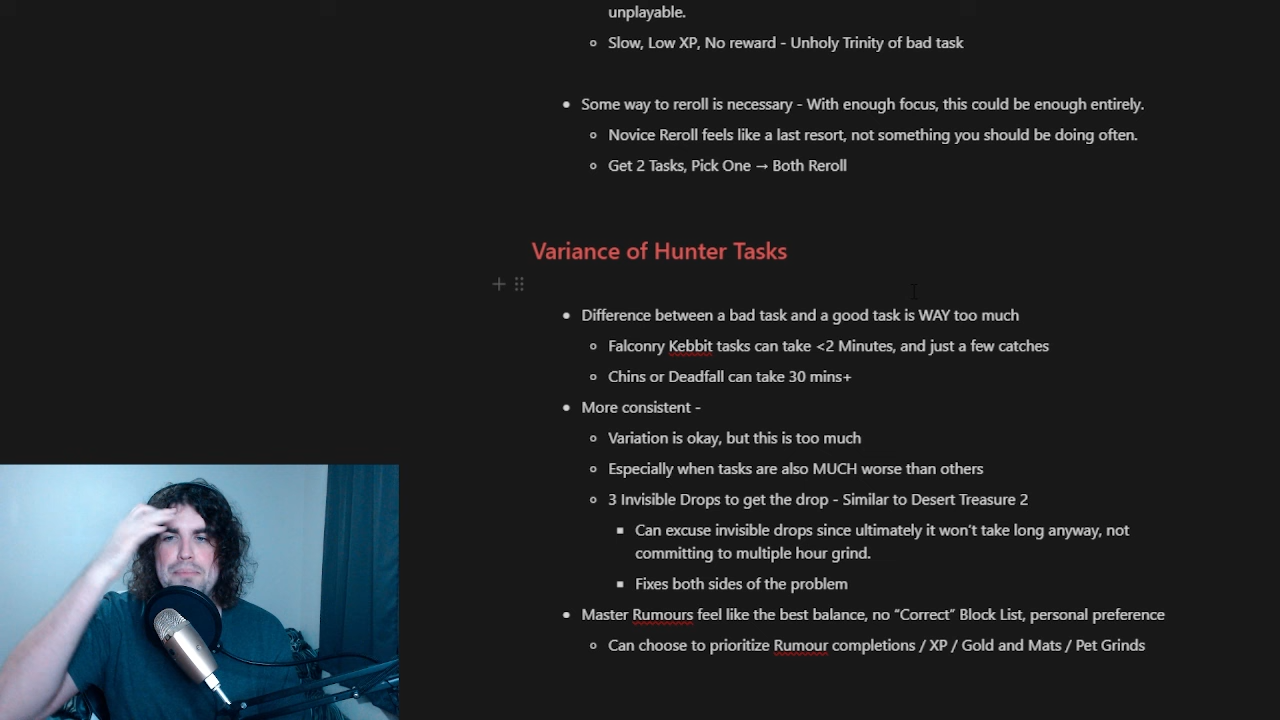 unplayable.
Slow, Low XP, No reward - Unholy Trinity of bad task
Some way to reroll is necessary - With enough focus, this could be enough entirely.
Novice Reroll feels like a last resort, not something you should be doing often.
Get 2 Tasks, Pick One → Both Reroll
Variance of Hunter Tasks
Difference between a bad task and a good task is WAY too much
Falconry Kebbit tasks can take <2 Minutes, and just a few catches
Chins or Deadfall can take 30 mins+
More consistent -
Variation is okay, but this is too much
Especially when tasks are also MUCH worse than others
3 Invisible Drops to get the drop - Similar to Desert Treasure 2
Can excuse invisible drops since ultimately it won't take long anyway, not
committing to multiple hour grind.
Fixes both sides of the problem
Master Rumours feel like the best balance, no “Correct” Block List, personal preference
Can choose to prioritize Rumour completions / XP / Gold and Mats / Pet Grinds